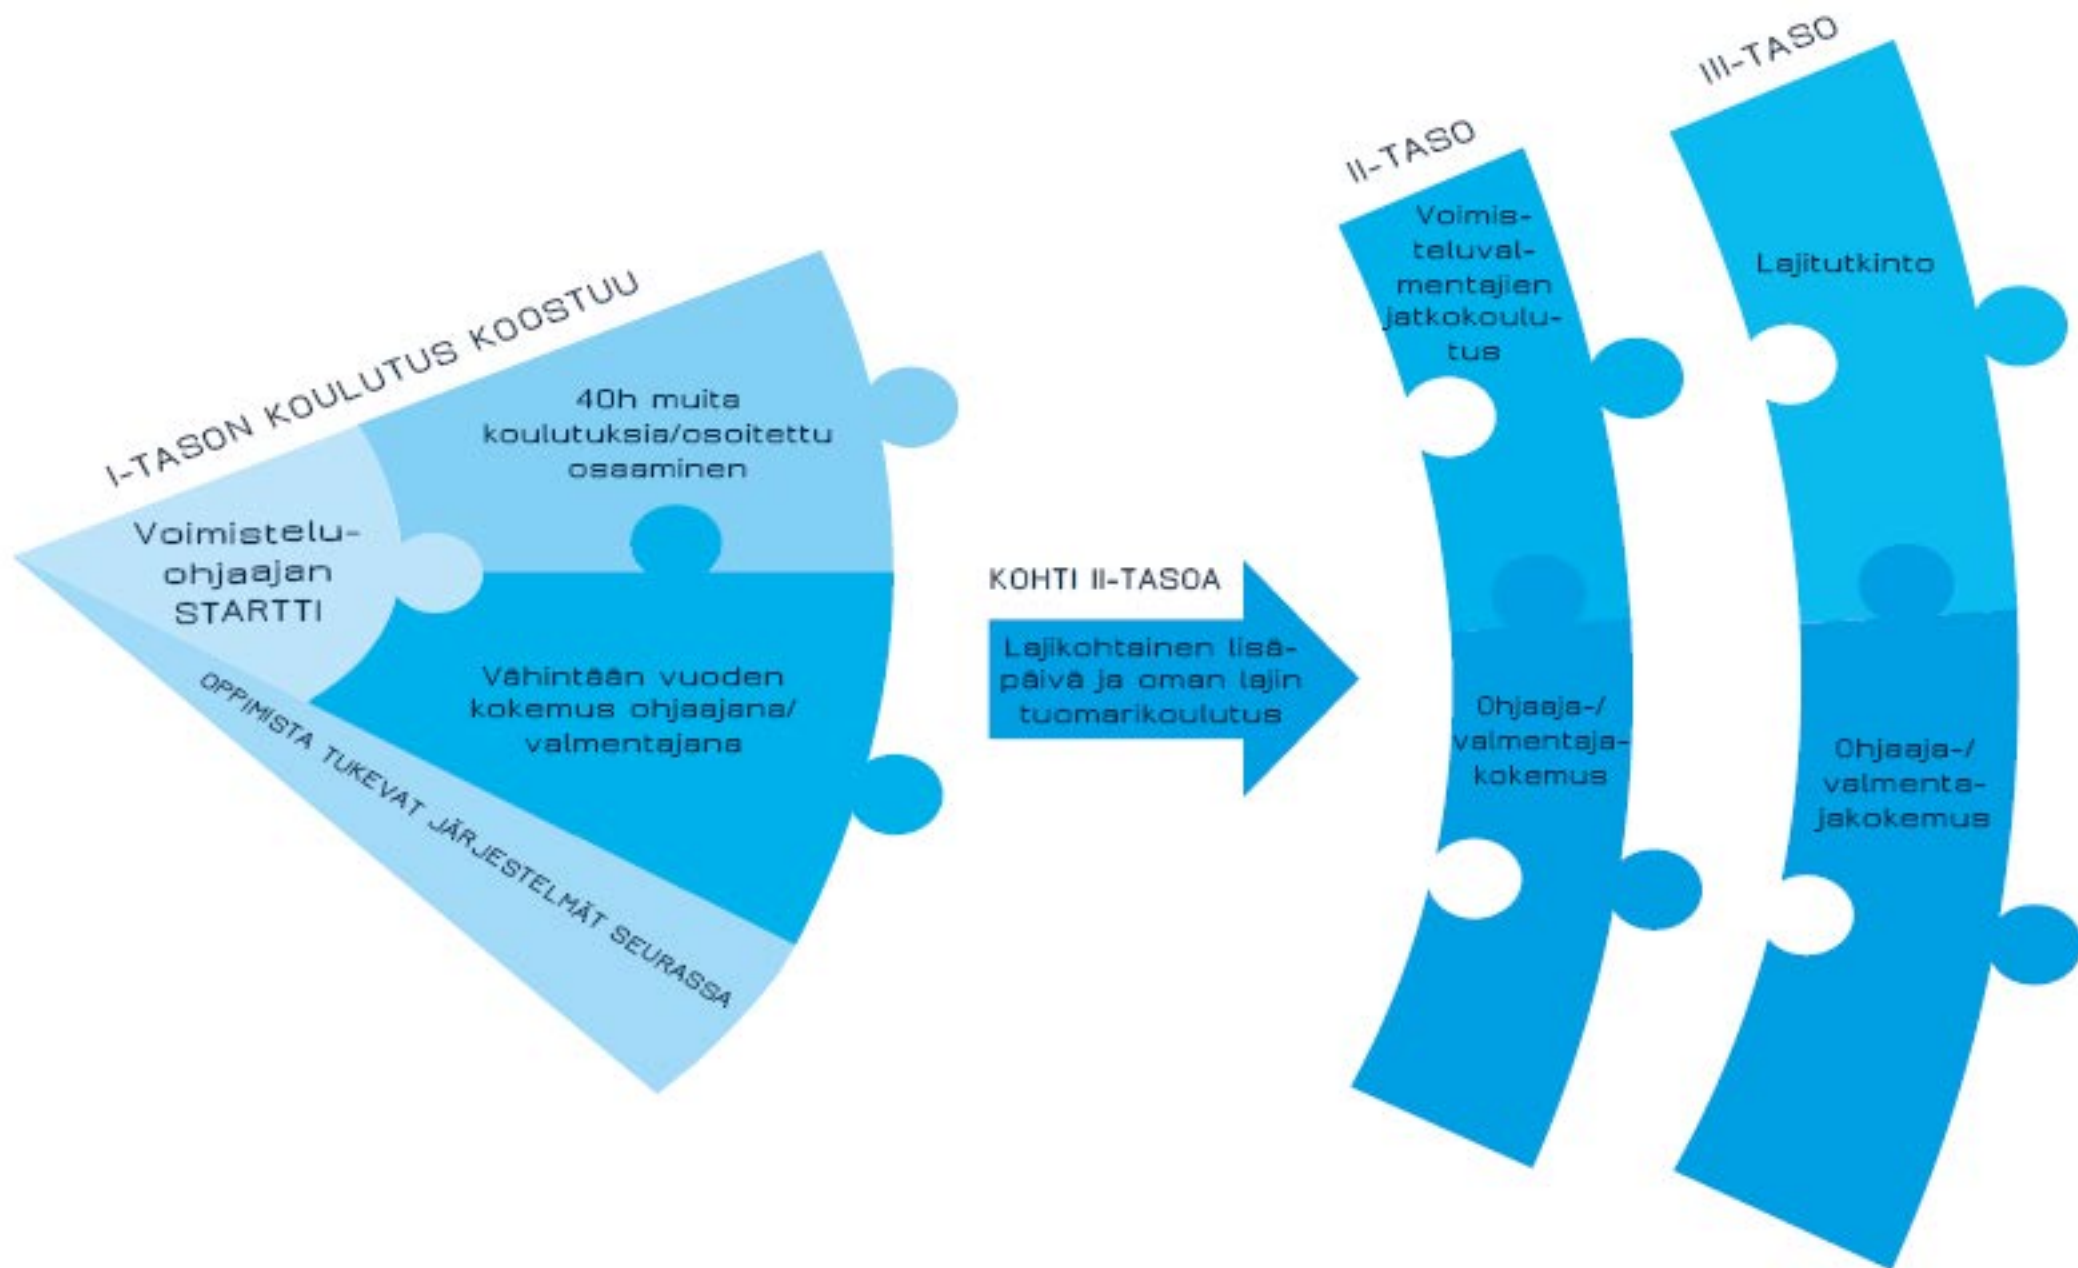 I-TASON KOULUTUS KOOSTUU
Voimistelu-
ohjaajan
STARTTI
40h muita
koulutuksia/osoitettu
osaaminen
Vähintään vuoden
kokemus ohjaajana/
valmentajana
OPPIMISTA TUKEVAT JÄRJESTELMÄT SEURASSA
KOHTI II-TASOA
Lajikohtainen lisä-
päivä ja oman lajin
tuomarikoulutus
II-TASO
Voimis-
teluval-
mentajien
jatkokoulu-
tus
Ohjaaja-/
valmentaja-
kokemus
III-TASO
Lajitutkinto
Ohjaaja-/
valmenta-
jakokemus